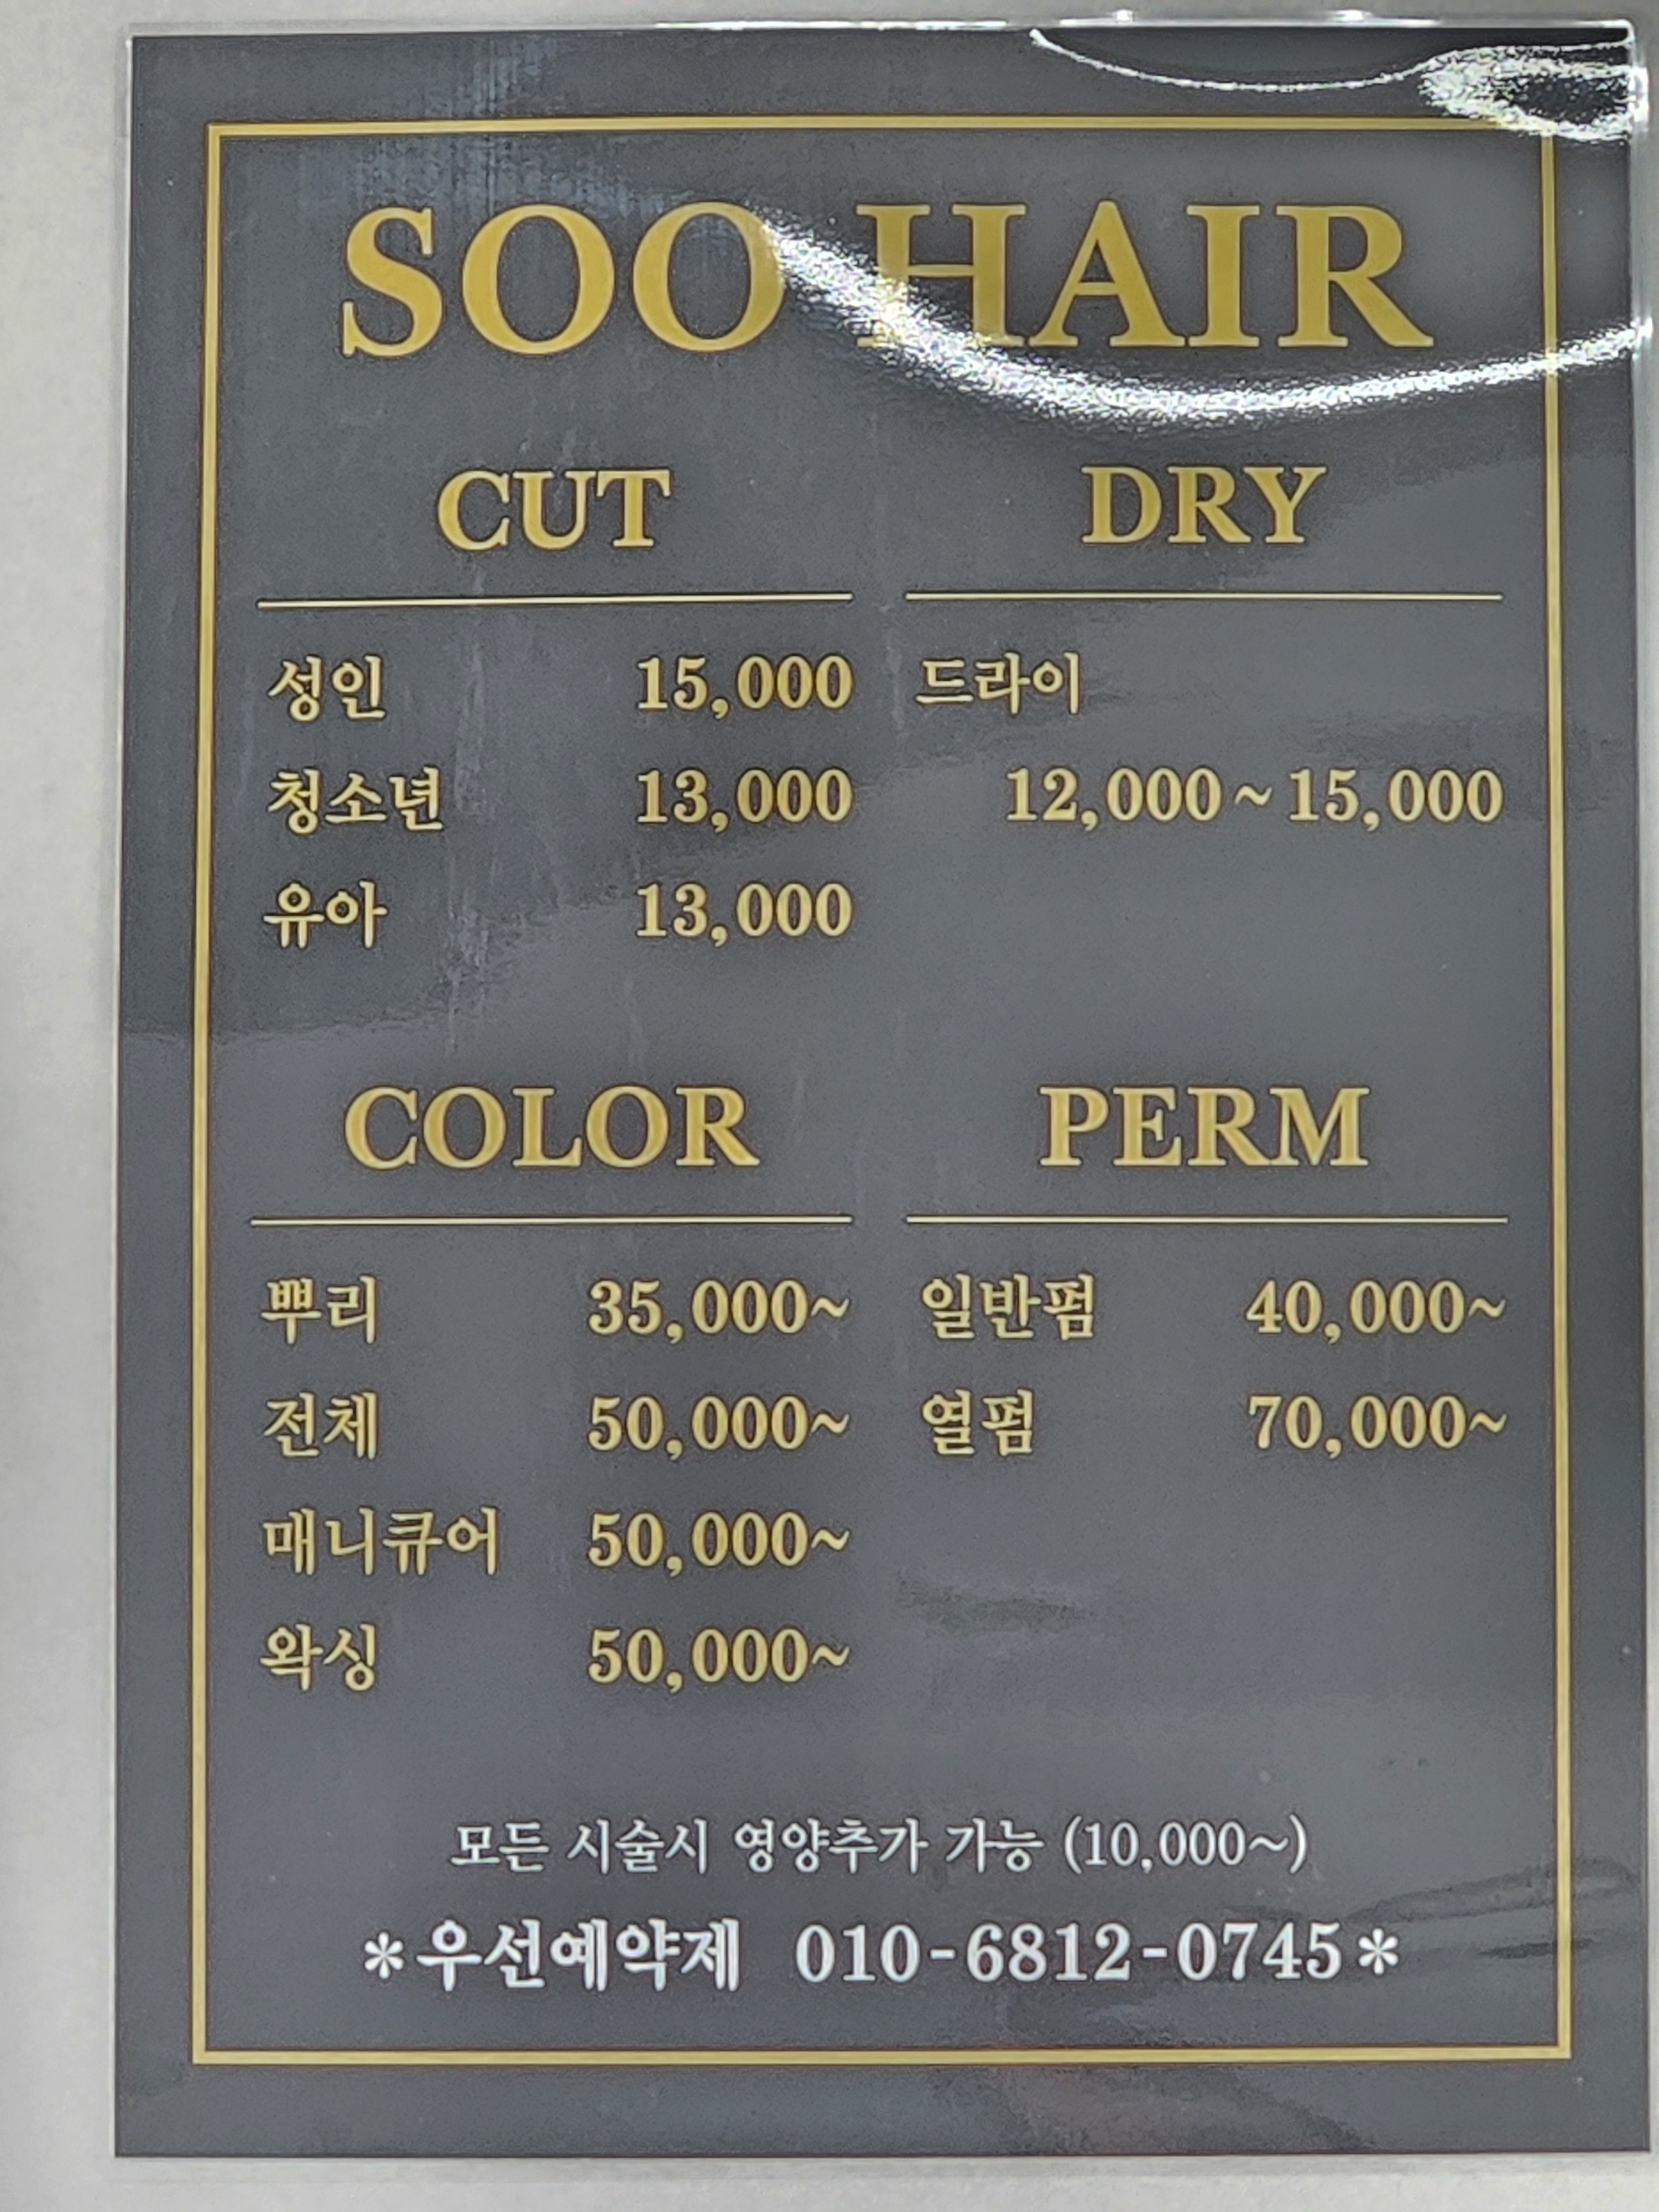 SOO HAIR
CUT
성인 15,000
청소년 13,000
유아 13,000
DRY
드라이
12,000~15,000
COLOR
뿌리 35,000~
전체 50,000~
매니큐어 50,000~
왁싱 50,000~
PERM
일반펌 40,000~
열펌 70,000~
모든 시술시 영양추가 가능 (10,000~)
*우선예약제 010-6812-0745*